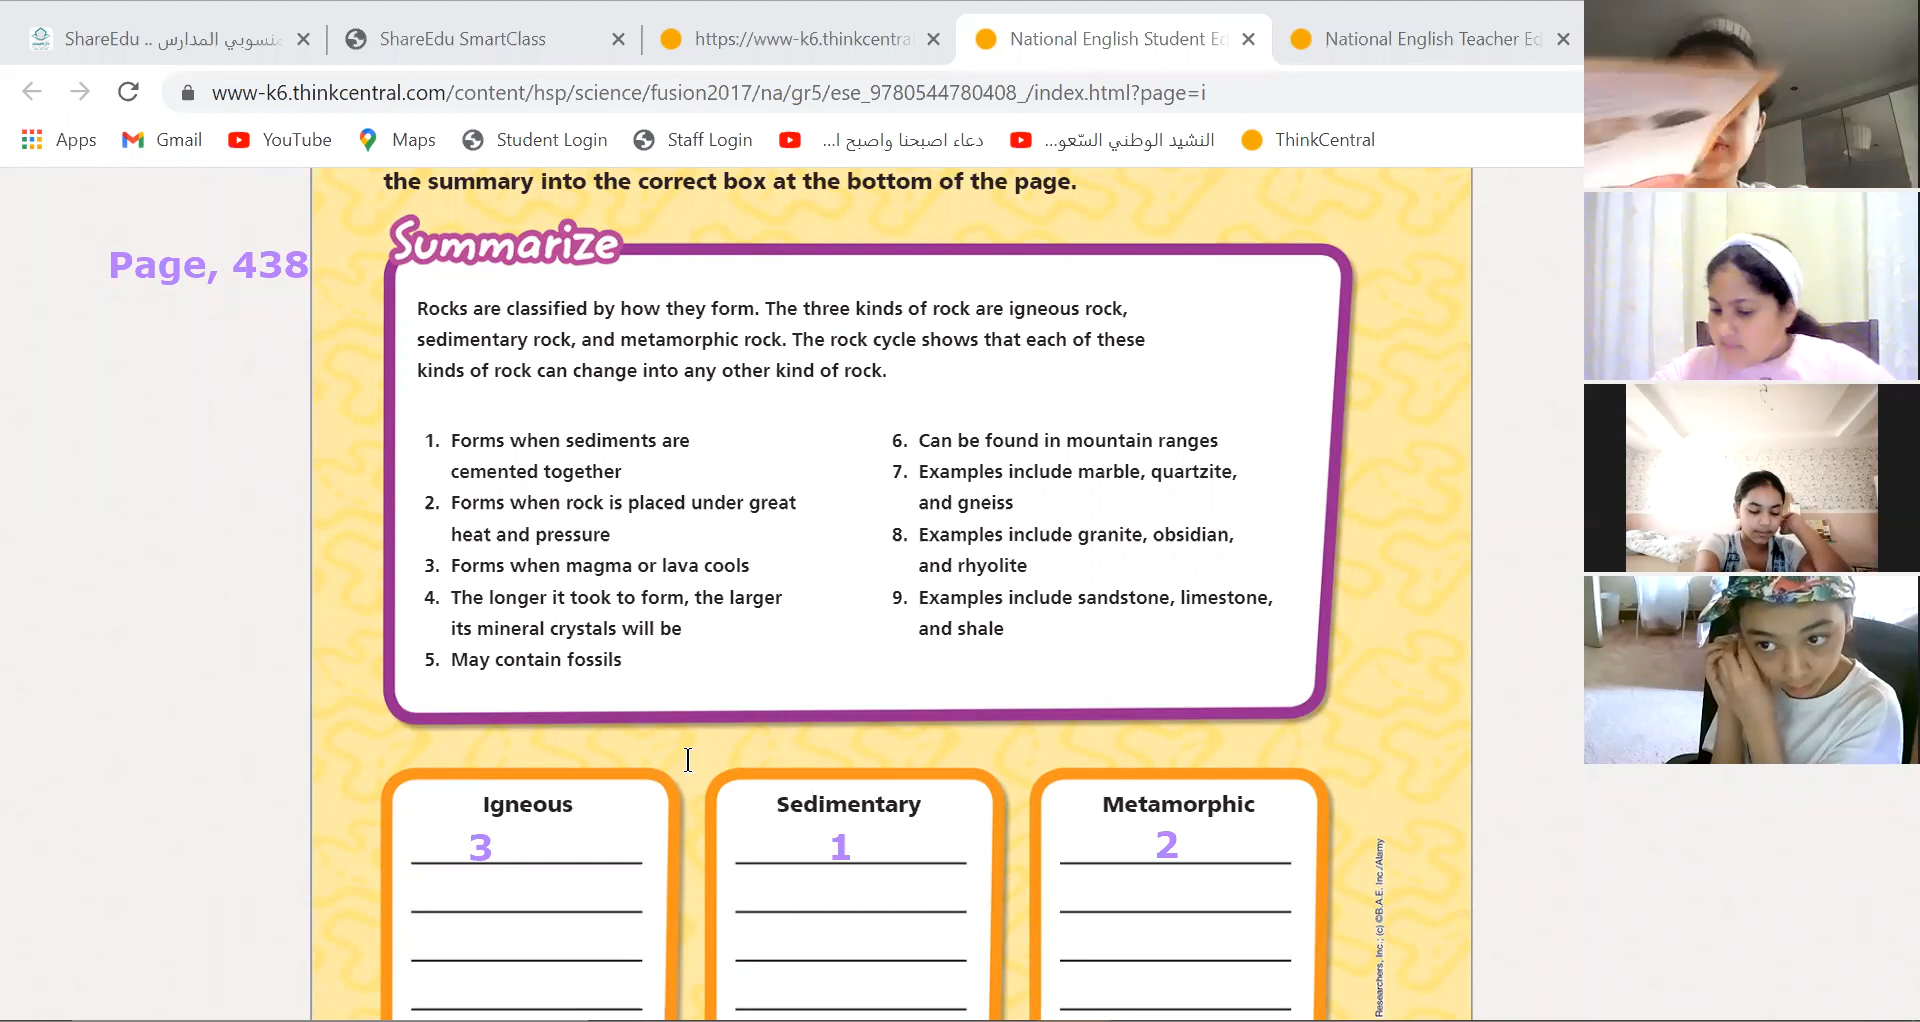 منسوبي المدارس .. ShareEdu
ShareEdu SmartClass
https://www-k6.thinkcentral
National English Student Ed
National English Teacher Ed
www-k6.thinkcentral.com/content/hsp/science/fusion2017/na/gr5/ese_9780544780408_/index.html?page=i
Apps
Gmail
YouTube
Maps
Student Login
Staff Login
دعاء اصبحنا واصبح ا...
النشيد الوطني السّعو...
ThinkCentral
the summary into the correct box at the bottom of the page.
Page, 438
Summarize
Rocks are classified by how they form. The three kinds of rock are igneous rock,
sedimentary rock, and metamorphic rock. The rock cycle shows that each of these
kinds of rock can change into any other kind of rock.
1. Forms when sediments are
cemented together
2. Forms when rock is placed under great
heat and pressure
3. Forms when magma or lava cools
4. The longer it took to form, the larger
its mineral crystals will be
5. May contain fossils
6. Can be found in mountain ranges
7. Examples include marble, quartzite,
and gneiss
8. Examples include granite, obsidian,
and rhyolite
9. Examples include sandstone, limestone,
and shale
Igneous
3
Sedimentary
1
Metamorphic
2
Researchers, Inc.; (c) ©B.A.E. Inc./Alamy